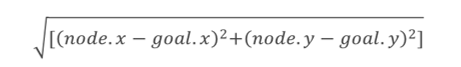 √[(node.x − goal.x)²+(node.y − goal.y)²]